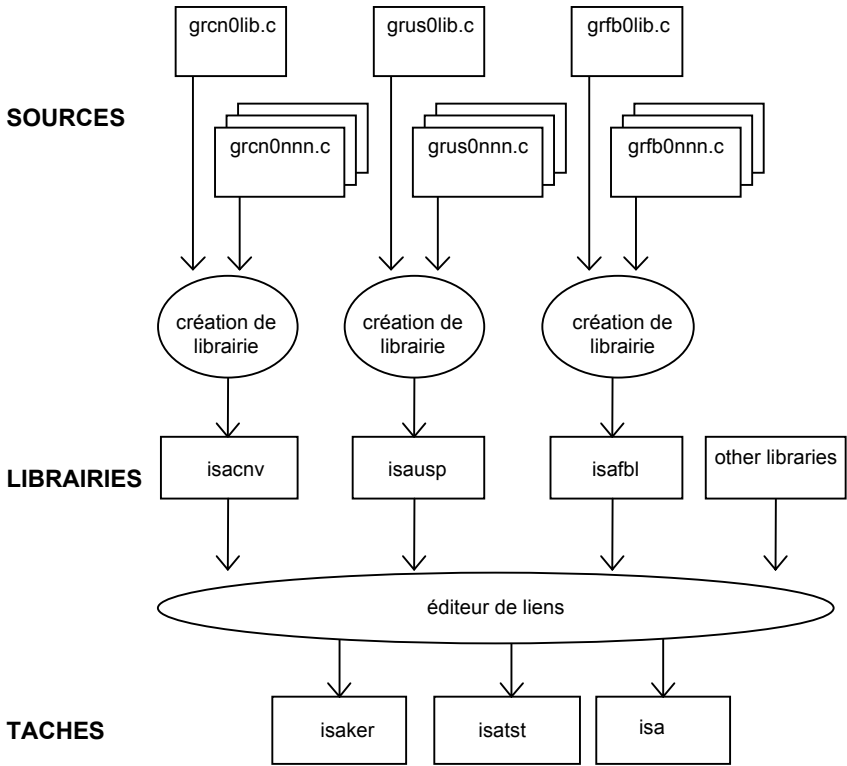 grcn0lib.c
grus0lib.c
grfb0lib.c
SOURCES
grcn0nnn.c
grus0nnn.c
grfb0nnn.c
création de
librairie
création de
librairie
création de
librairie
LIBRAIRIES
isacnv
isausp
isafbl
other libraries
éditeur de liens
TACHES
isaker
isatst
isa